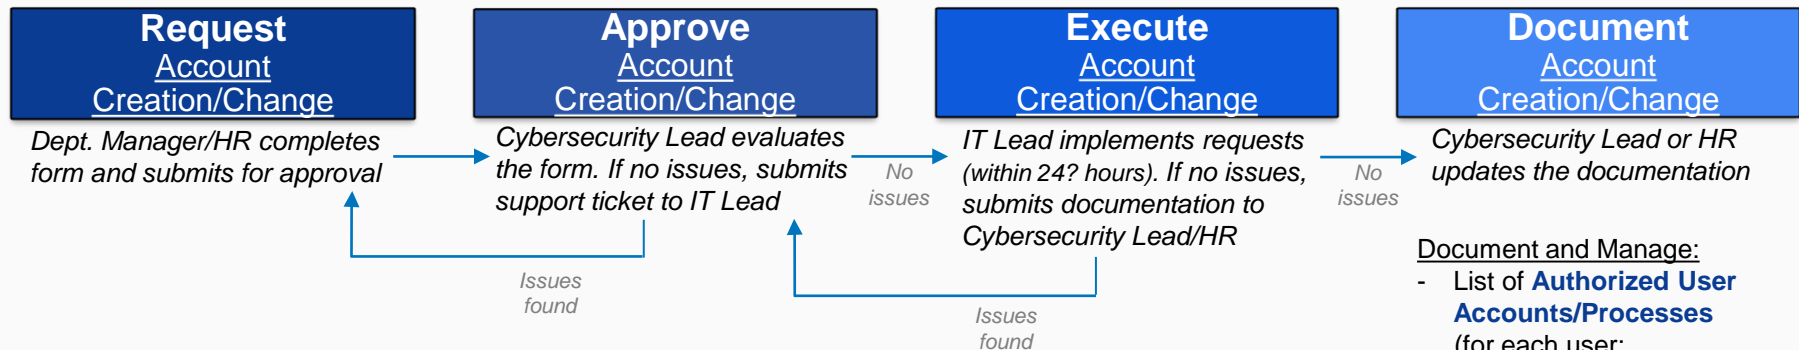 Request
Account
Creation/Change
Dept. Manager/HR completes
form and submits for approval
Issues
found
Approve
Account
Creation/Change
Cybersecurity Lead evaluates
the form. If no issues, submits
support ticket to IT Lead
No
issues
Issues
found
Execute
Account
Creation/Change
IT Lead implements requests
(within 24? hours). If no issues,
submits documentation to
Cybersecurity Lead/HR
No
issues
Document
Account
Creation/Change
Cybersecurity Lead or HR
updates the documentation
Document and Manage:
- List of Authorized User
Accounts/Processes
(for each user: